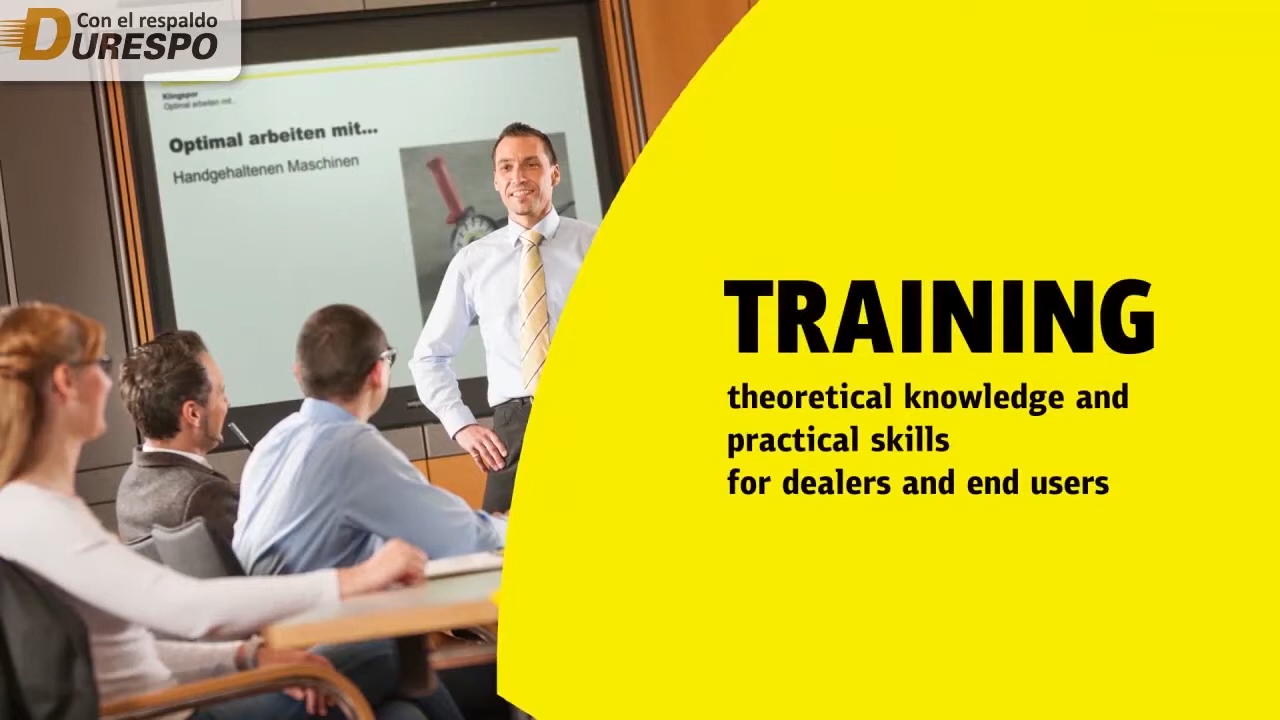 Con el respaldo
DURESPO
Klingspor
Optimal arbeiten mit...
Optimal arbeiten mit...
Handgehaltenen Maschinen
TRAINING
theoretical knowledge and
practical skills
for dealers and end users